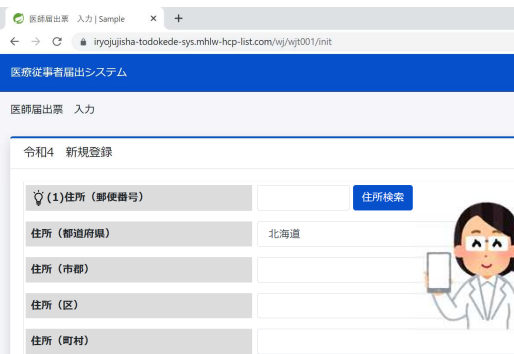 医師届出票　入力 | Sample
iryojujisha-todokede-sys.mhlw-hcp-list.com/wj/wjt001/init
医療従事者届出システム
医師届出票　入力
令和4　新規登録
(1)住所（郵便番号）
住所検索
住所（都道府県）
北海道
住所（市郡）
住所（区）
住所（町村）